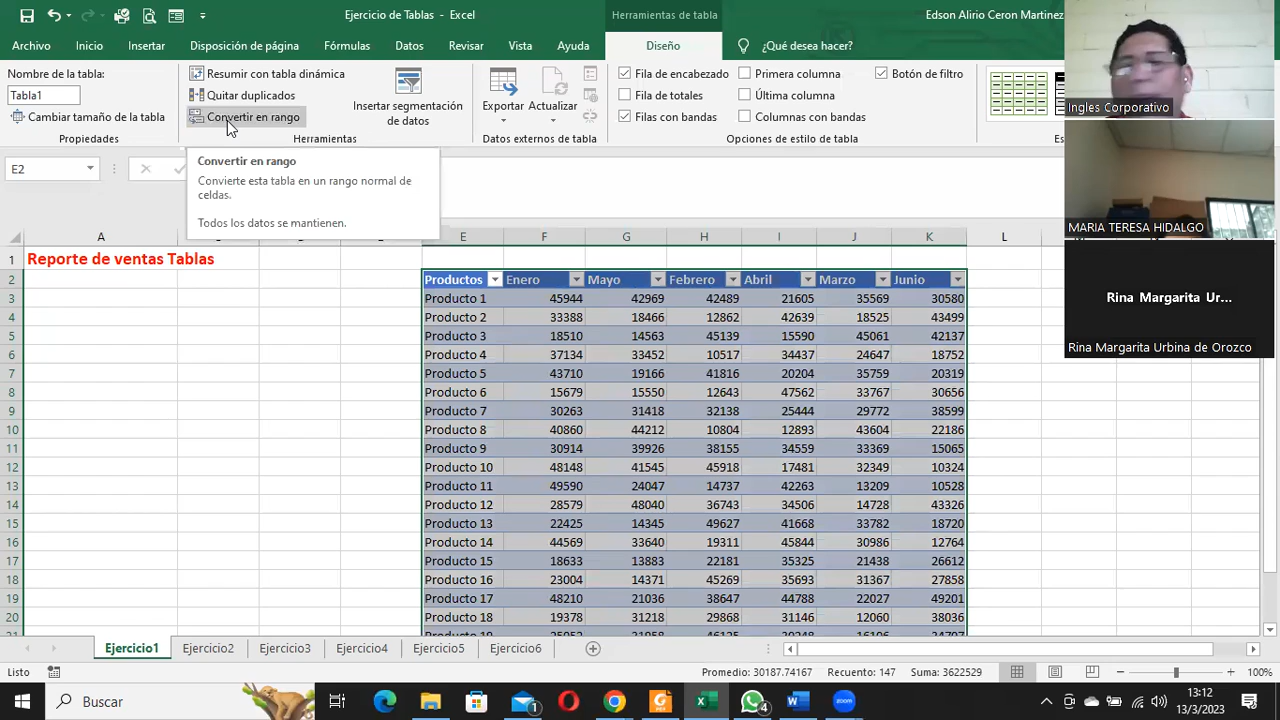 Ejercicio de Tablas - Excel
Herramientas de tabla
Edson Alirio Ceron Martinez
Archivo Inicio Insertar Disposición de página Fórmulas Datos Revisar Vista Ayuda Diseño ¿Qué desea hacer?
Nombre de la tabla:
Tabla1
Cambiar tamaño de la tabla
Propiedades
Resumir con tabla dinámica
Quitar duplicados
Convertir en rango
Insertar segmentación
de datos
Herramientas
Exportar Actualizar
Datos externos de tabla
Fila de encabezado Primera columna Botón de filtro
Fila de totales Última columna
Filas con bandas Columnas con bandas
Opciones de estilo de tabla
Es
Ingles Corporativo
MARIA TERESA HIDALGO
Rina Margarita Ur...
Rina Margarita Urbina de Orozco
E2
Convertir en rango
Convierte esta tabla en un rango normal de
celdas.
Todos los datos se mantienen.
A E F G H I J K L
1 Reporte de ventas Tablas
2 Productos Enero Mayo Febrero Abril Marzo Junio
3 Producto 1 45944 42969 42489 21605 35569 30580
4 Producto 2 33388 18466 12862 42639 18525 43499
5 Producto 3 18510 14563 45139 15590 45061 42137
6 Producto 4 37134 33452 10517 34437 24647 18752
7 Producto 5 43710 19166 41816 20204 35759 20319
8 Producto 6 15679 15550 12643 47562 33767 30656
9 Producto 7 30263 31418 32138 25444 29772 38599
10 Producto 8 40860 44212 10804 12893 43604 22186
11 Producto 9 30914 39926 38155 34559 33369 15065
12 Producto 10 48148 41545 45918 17481 32349 10324
13 Producto 11 49590 24047 14737 42263 13209 10528
14 Producto 12 28579 48040 36743 34506 14728 43326
15 Producto 13 22425 14345 49627 41668 33782 18720
16 Producto 14 44569 33640 19311 45844 30986 12764
17 Producto 15 18633 13883 22181 35325 21438 26612
18 Producto 16 23004 14371 45269 35693 31367 27858
19 Producto 17 48210 21036 38647 44788 22027 49201
20 Producto 18 19378 31218 29868 31146 12060 38036
Ejercicio1 Ejercicio2 Ejercicio3 Ejercicio4 Ejercicio5 Ejercicio6
Listo
Promedio: 30187.74167 Recuento: 147 Suma: 3622529
100%
Buscar
1
4
zoom
13:12
13/3/2023